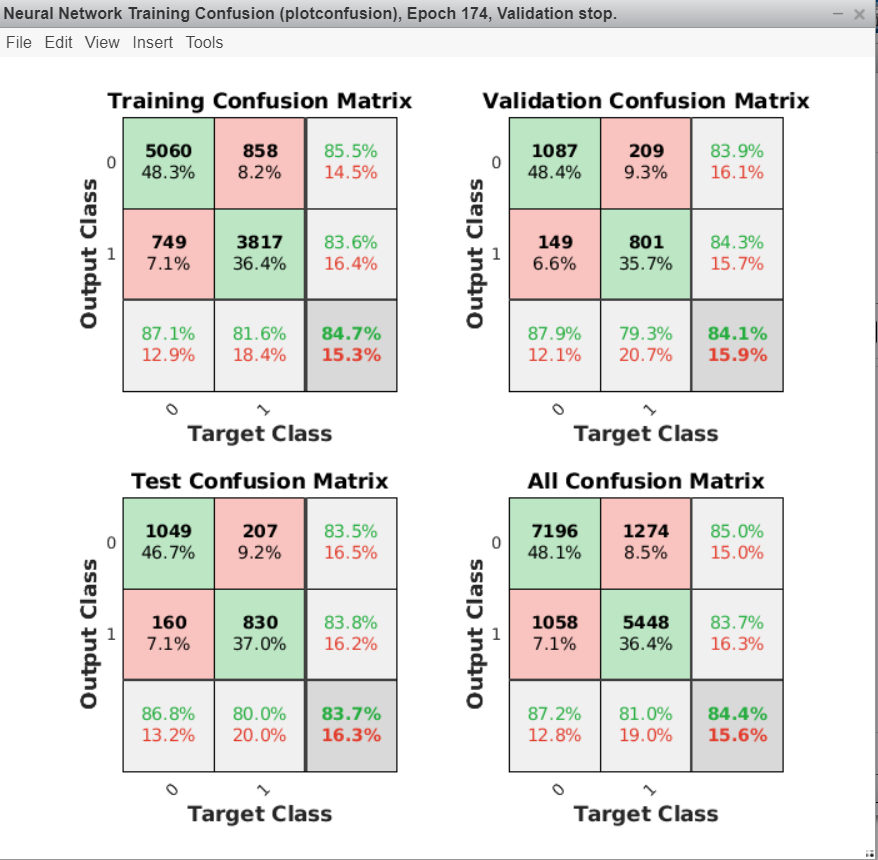 Neural Network Training Confusion (plotconfusion), Epoch 174, Validation stop.
File Edit View Insert Tools
Training Confusion Matrix
Output Class
0
5060 858 85.5%
48.3% 8.2% 14.5%
1
749 3817 83.6%
7.1% 36.4% 16.4%
87.1% 81.6% 84.7%
12.9% 18.4% 15.3%
0 1
Target Class
Validation Confusion Matrix
Output Class
0
1087 209 83.9%
48.4% 9.3% 16.1%
1
149 801 84.3%
6.6% 35.7% 15.7%
87.9% 79.3% 84.1%
12.1% 20.7% 15.9%
0 1
Target Class
Test Confusion Matrix
Output Class
0
1049 207 83.5%
46.7% 9.2% 16.5%
1
160 830 83.8%
7.1% 37.0% 16.2%
86.8% 80.0% 83.7%
13.2% 20.0% 16.3%
0 1
Target Class
All Confusion Matrix
Output Class
0
7196 1274 85.0%
48.1% 8.5% 15.0%
1
1058 5448 83.7%
7.1% 36.4% 16.3%
87.2% 81.0% 84.4%
12.8% 19.0% 15.6%
0 1
Target Class